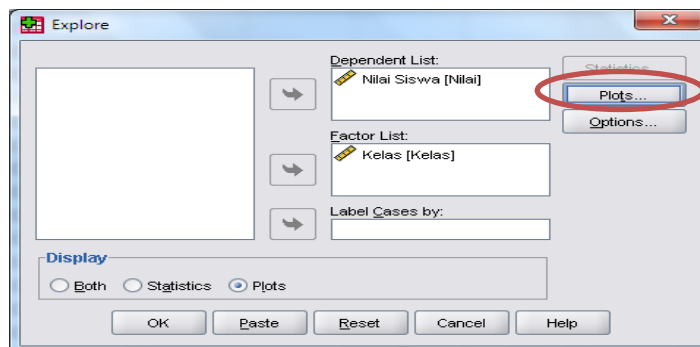 Explore
Dependent List:
Nilai Siswa [Nilai]
Statistics...
Plots...
Options...
Factor List:
Kelas [Kelas]
Label Cases by:
Display
Both Statistics Plots
OK Paste Reset Cancel Help